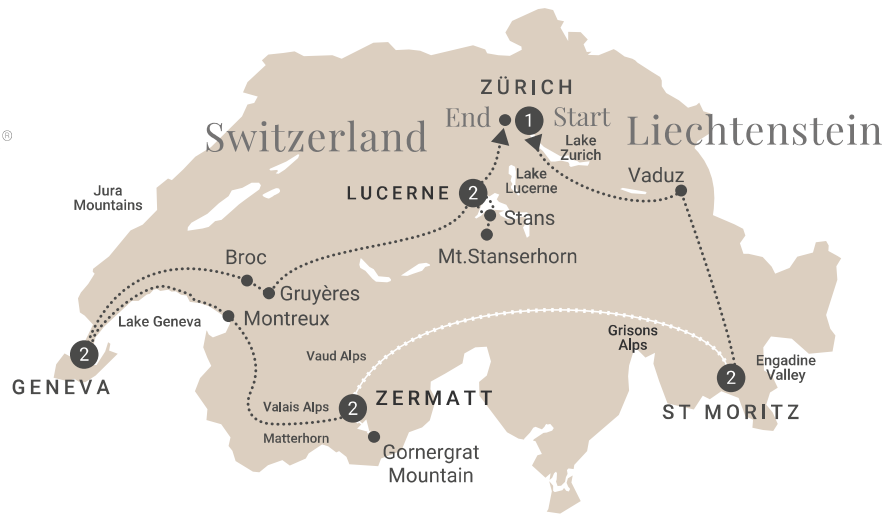 ZÜRICH
End
1
Start
®
Switzerland
Liechtenstein
Lake
Zurich
Lake
Lucerne
Vaduz
Jura
Mountains
LUCERNE
2
Stans
Mt.Stanserhorn
Broc
Gruyères
Montreux
Lake Geneva
2
GENEVA
Vaud Alps
Grisons
Alps
Engadine
Valley
2
ST MORITZ
Valais Alps
2
ZERMATT
Matterhorn
Gornergrat
Mountain